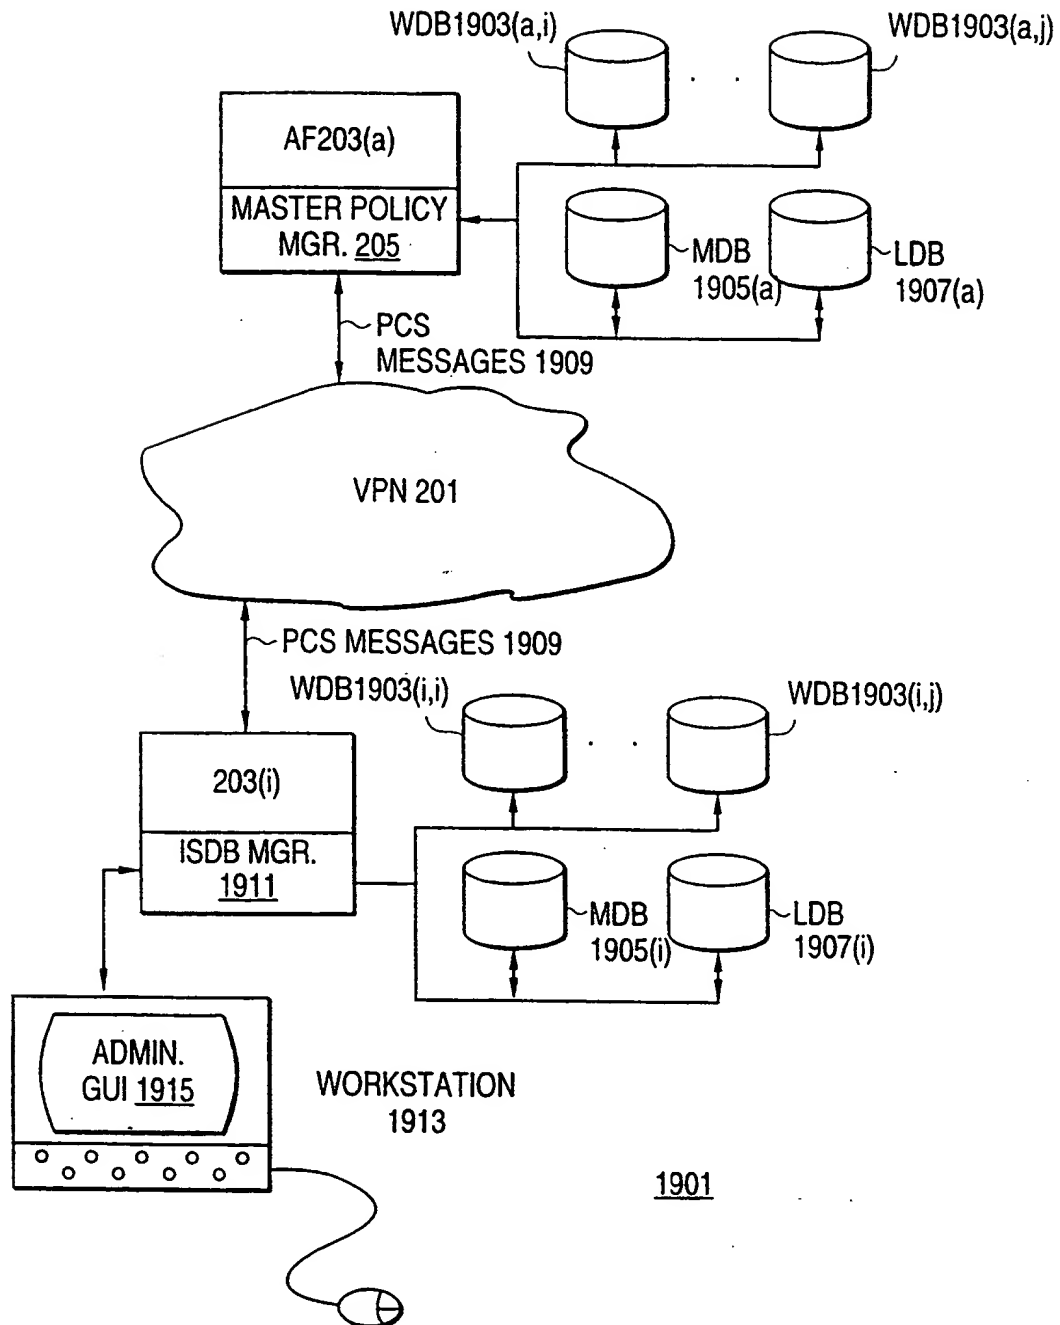 WDB1903(a,i)
WDB1903(a,j)
AF203(a)
MASTER POLICY
MGR. 205
MDB
1905(a)
LDB
1907(a)
PCS
MESSAGES 1909
VPN 201
PCS MESSAGES 1909
WDB1903(i,i)
WDB1903(i,j)
203(i)
ISDB MGR.
1911
MDB
1905(i)
LDB
1907(i)
ADMIN.
GUI 1915
WORKSTATION
1913
1901